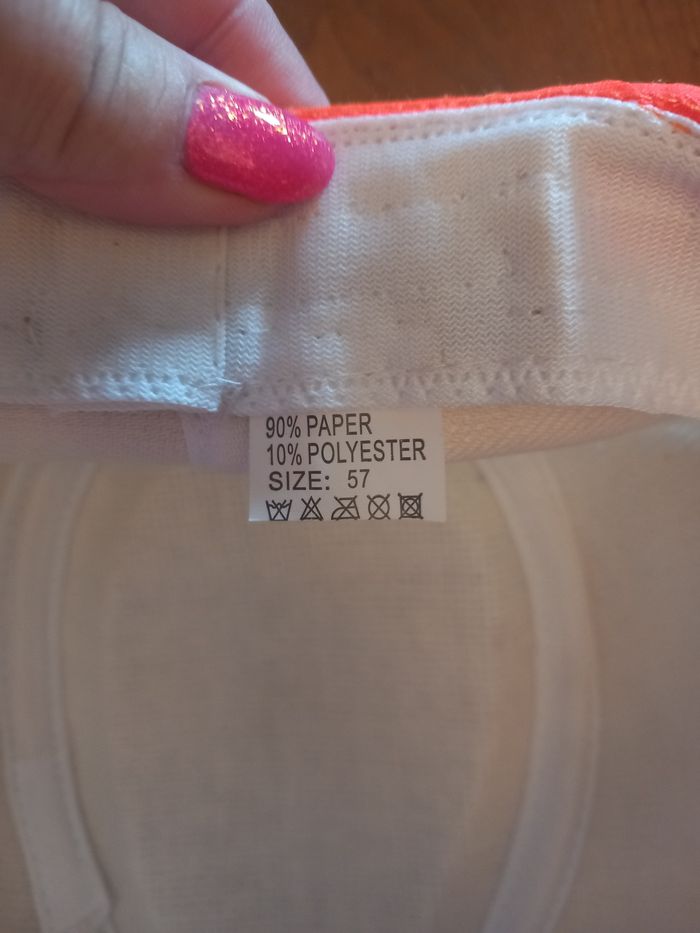 90% PAPER
10% POLYESTER
SIZE: 57